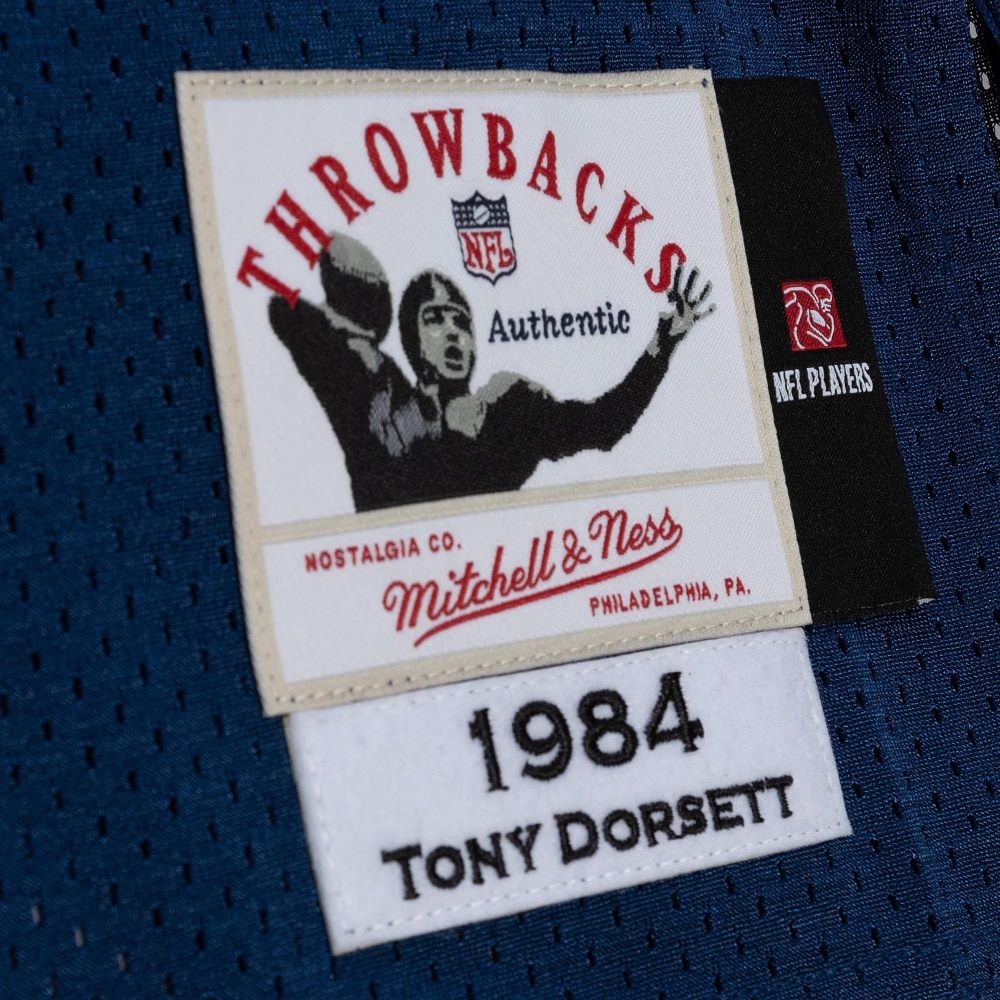 THROWBACKS
NFL
Authentic
NFL PLAYERS
NOSTALGIA CO.
Mitchell & Ness
PHILADELPHIA, PA.
1984
TONY DORSETT